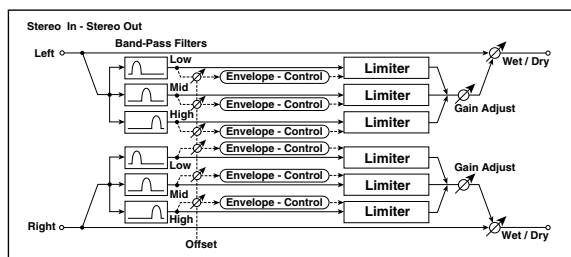 Stereo In - Stereo Out
Band-Pass Filters
Left
Wet / Dry
Low
Limiter
Envelope - Control
Mid
Limiter
Envelope - Control
Gain Adjust
High
Limiter
Envelope - Control
Envelope - Control
Limiter
Low
Gain Adjust
Envelope - Control
Mid
Limiter
Envelope - Control
High
Limiter
Right
Wet / Dry
Offset